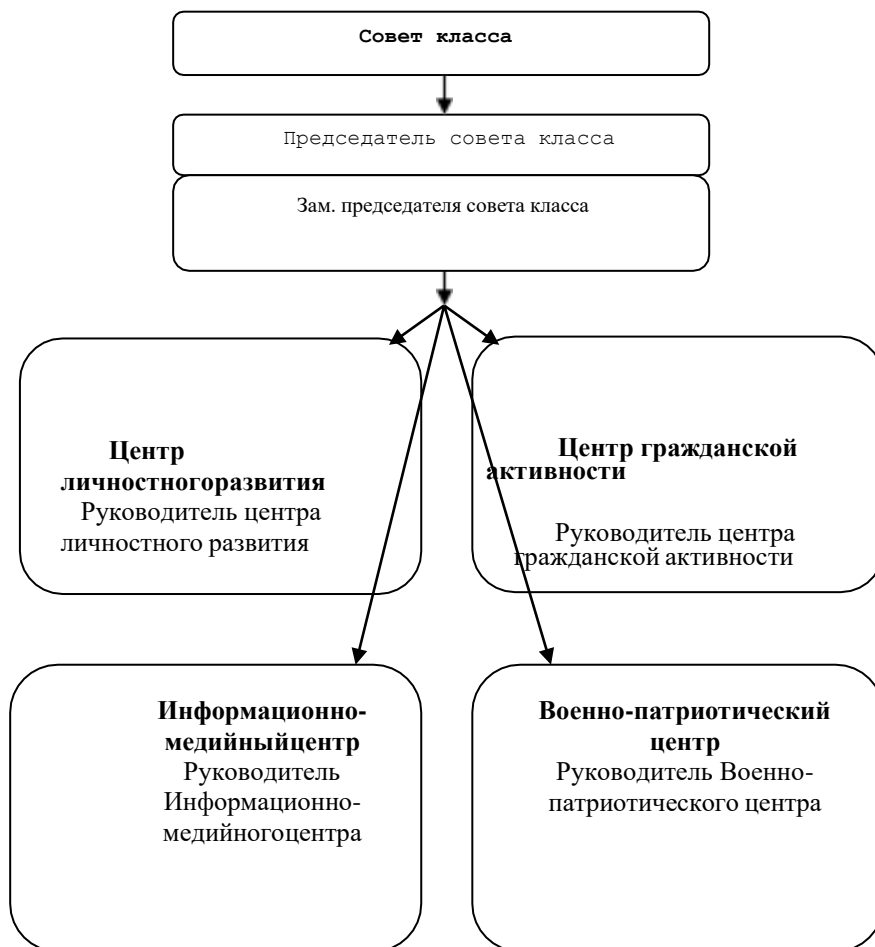 Совет класса
Председатель совета класса
Зам. председателя совета класса
Центр
личностногоразвития
Руководитель центра
личностного развития
Центр гражданской
активности
Руководитель центра
гражданской активности
Информационно-
медийныйцентр
Руководитель
Информационно-
медийногоцентра
Военно-патриотический
центр
Руководитель Военно-
патриотического центра